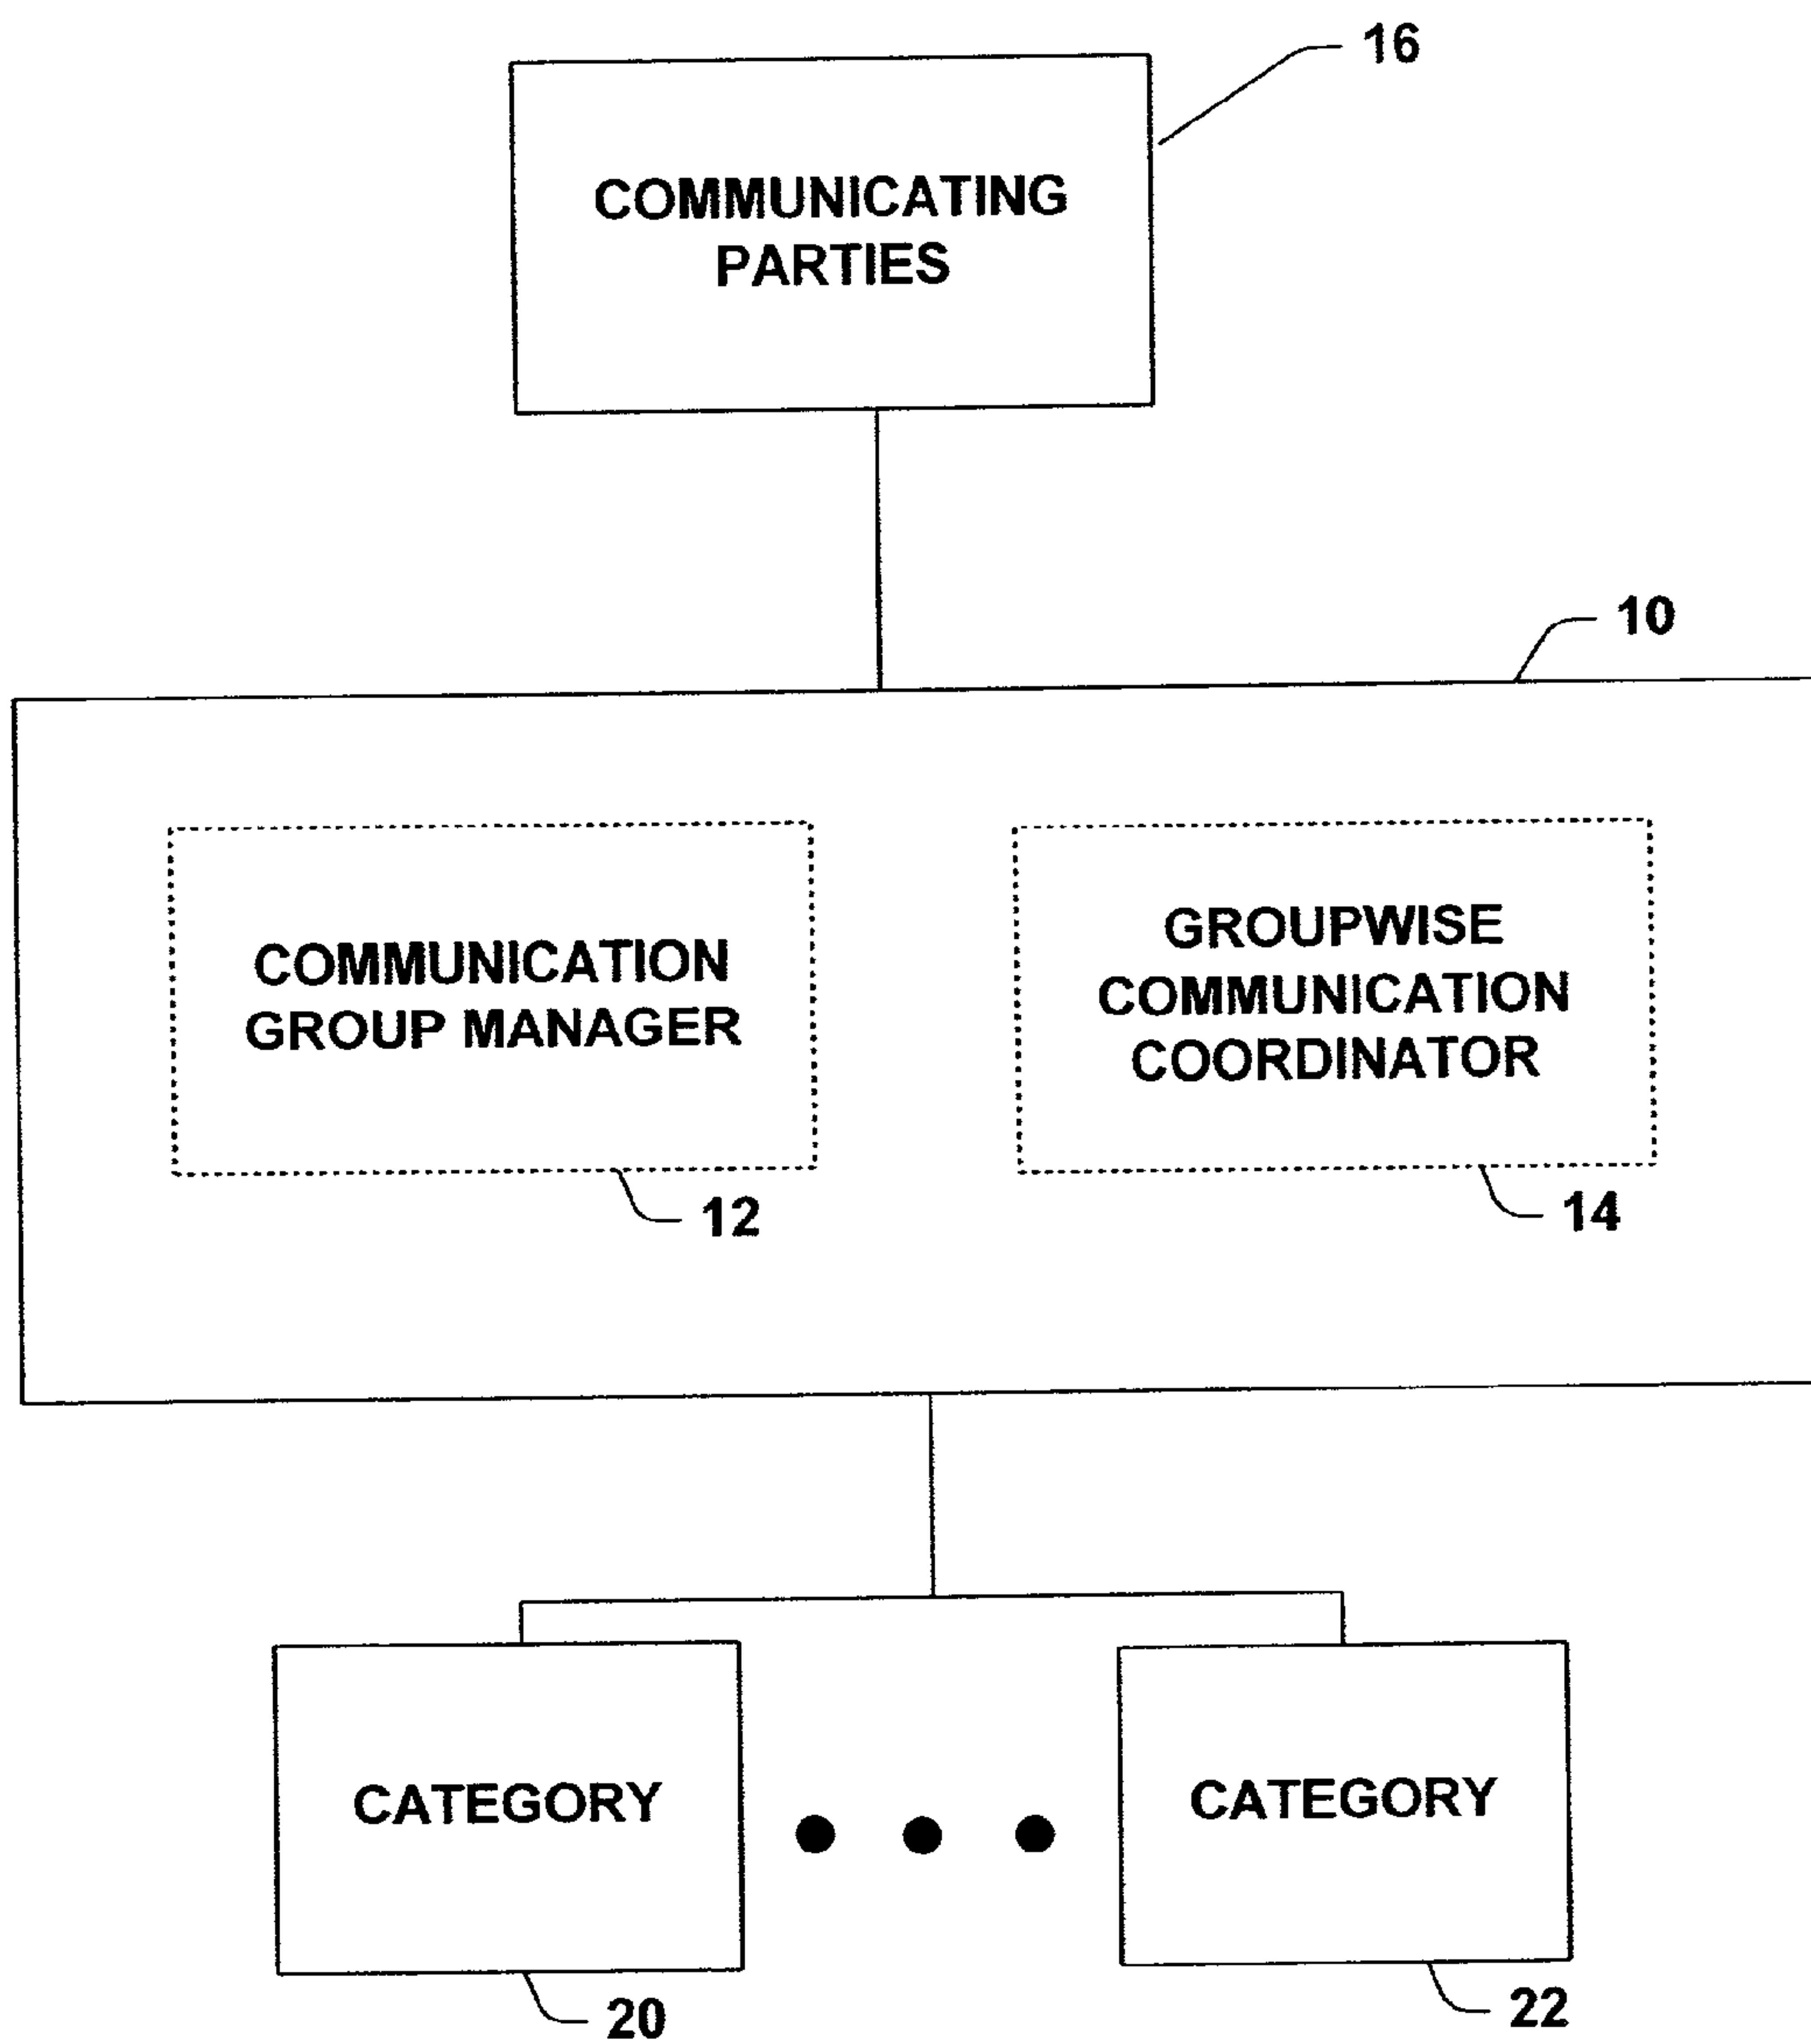 16
COMMUNICATING
PARTIES
10
COMMUNICATION
GROUP MANAGER
GROUPWISE
COMMUNICATION
COORDINATOR
12
14
CATEGORY
CATEGORY
20
22